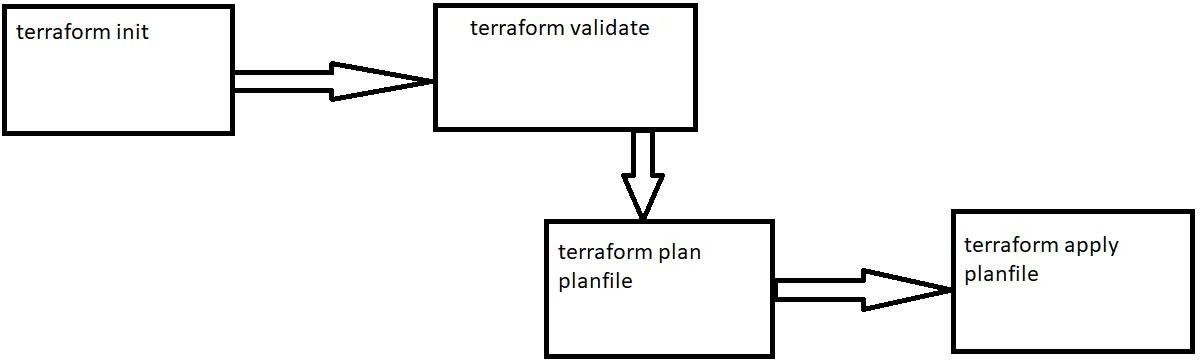 terraform init
terraform validate
terraform plan
planfile
terraform apply
planfile